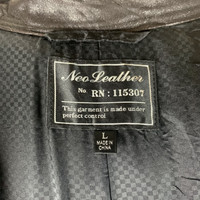 Neo Leather
No. RN: 115307
This garment is made under
perfect control
L
MADE IN
CHINA